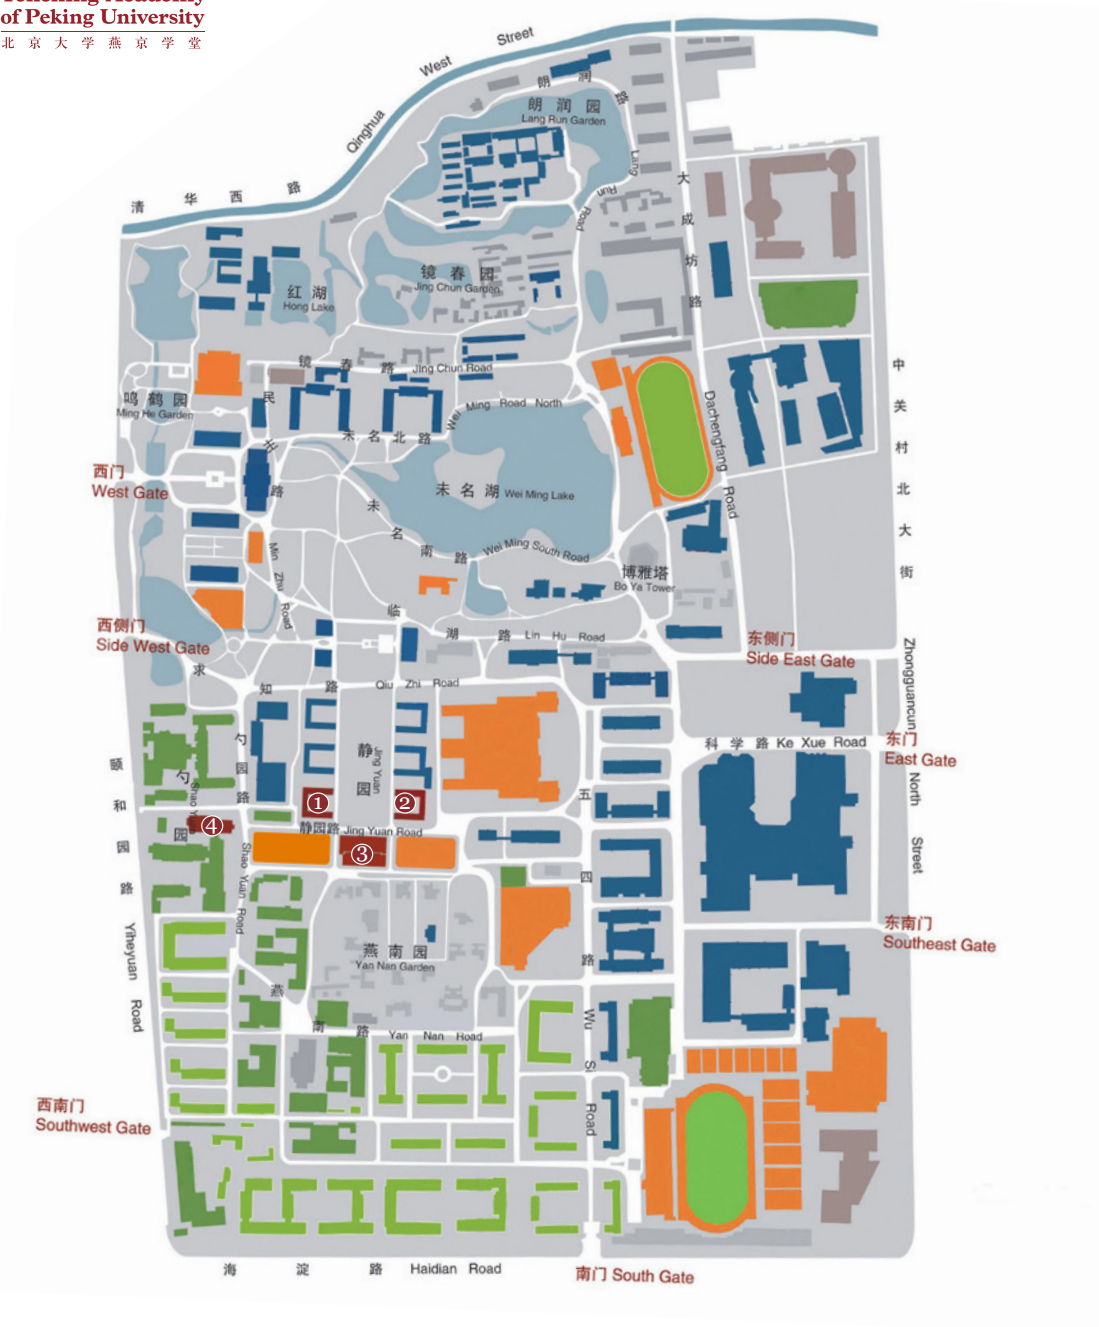 of Peking University
北京大学燕京学堂
West Street
Qinghua
清华西路
朗润路
朗润园
Lang Run Garden
Lang Run Road
大成坊路
镜春园
Jing Chun Garden
红湖
Hong Lake
镜春路 Jing Chun Road
鸣鹤园
Ming He Garden
民主路
Wei Ming Road North
未名北路
Dachengfang Road
中关村北大街
西门
West Gate
未名湖 Wei Ming Lake
未名南路 Wei Ming South Road
Min Zhu Road
博雅塔
Bo Ya Tower
西侧门
Side West Gate
临湖路 Lin Hu Road
东侧门
Side East Gate
求知路 Qiu Zhi Road
Zhongguancun North Street
科学路 Ke Xue Road
东门
East Gate
勺园路
静园
Jing Yuan
颐和园路
勺园
①
②
五四路
静园路 Jing Yuan Road
④
③
Shao Yuan Road
东南门
Southeast Gate
燕南园
Yan Nan Garden
Yiheyuan Road
燕南路 Yan Nan Road
Wu Si Road
西南门
Southwest Gate
海淀路 Haidian Road
南门 South Gate